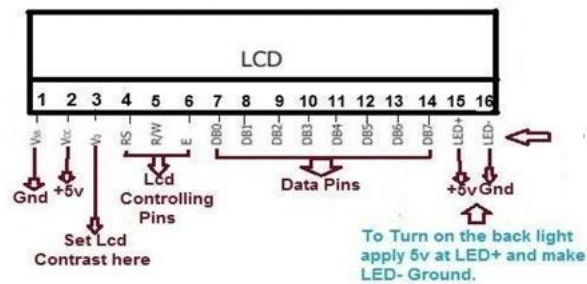 LCD
1 2 3 4 5 6 7 8 9 10 11 12 13 14 15 16
Vss Vcc V0 RS R/W E DB0 DB1 DB2 DB3 DB4 DB5 DB6 DB7 LED+ LED-
Gnd +5v
Lcd
Controlling
Pins
Data Pins
+5v Gnd
Set Lcd
Contrast here
To Turn on the back light
apply 5v at LED+ and make
LED- Ground.